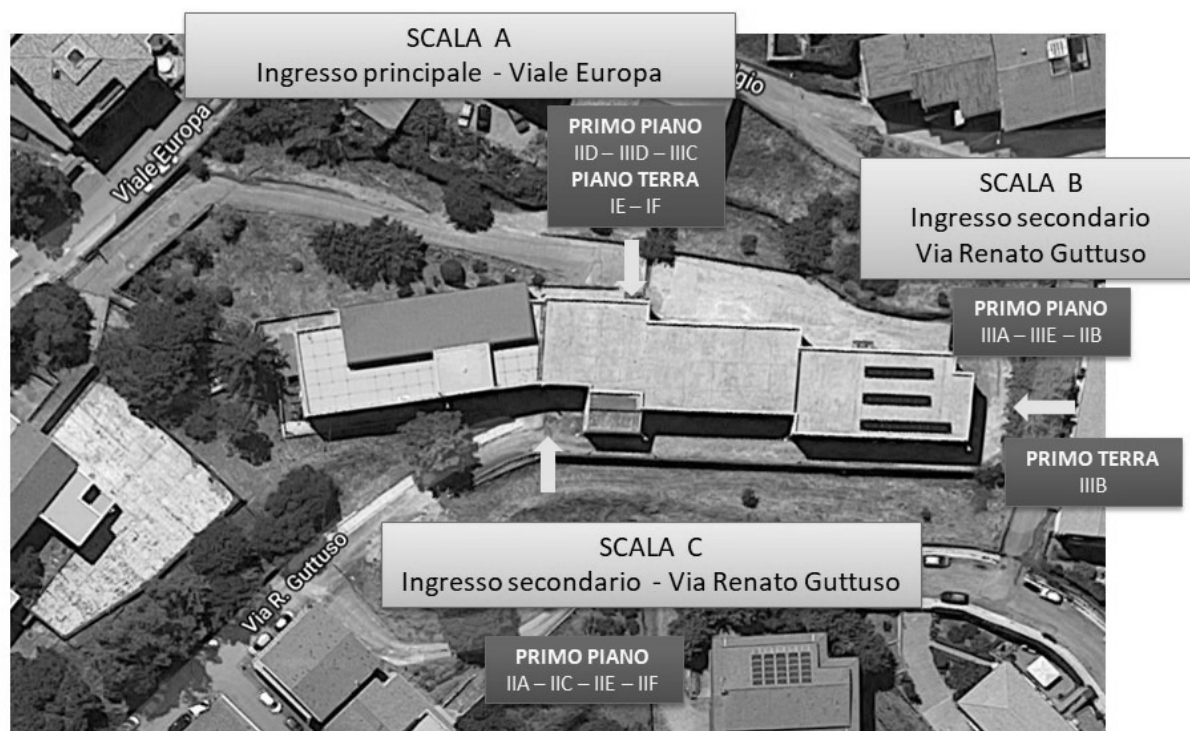 SCALA A
Ingresso principale - Viale Europa
Viale Europa
PRIMO PIANO
IID – IIID – IIIC
PIANO TERRA
IE – IF
SCALA B
Ingresso secondario
Via Renato Guttuso
PRIMO PIANO
IIIA – IIIE – IIB
PRIMO TERRA
IIIB
SCALA C
Ingresso secondario - Via Renato Guttuso
Via R. Guttuso
PRIMO PIANO
IIA – IIC – IIE – IIF